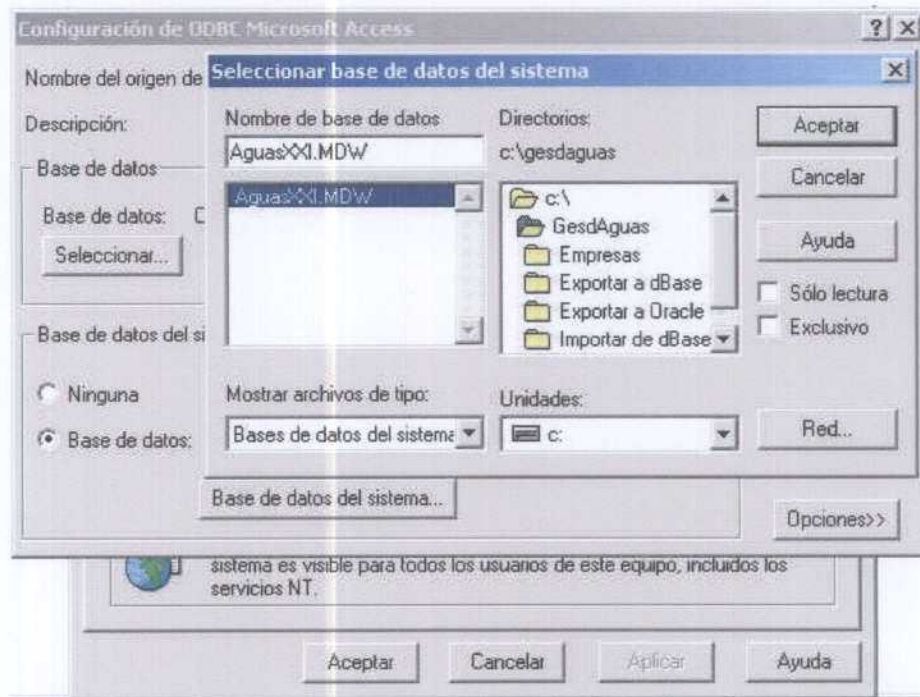 Configuración de ODBC Microsoft Access
Nombre del origen de
Descripción:
Base de datos
Base de datos: C
Seleccionar...
Base de datos del si
Ninguna
Base de datos:
Base de datos del sistema...
Opciones>>
Seleccionar base de datos del sistema
Nombre de base de datos
AguasXXI.MDW
AguasXXI.MDW
Directorios:
c:\gesdaguas
c:\
GesdAguas
Empresas
Exportar a dBase
Exportar a Oracle
Importar de dBase
Aceptar
Cancelar
Ayuda
Sólo lectura
Exclusivo
Mostrar archivos de tipo:
Bases de datos del sistema
Unidades:
c:
Red...
sistema es visible para todos los usuarios de este equipo, incluidos los
servicios NT.
Aceptar
Cancelar
Aplicar
Ayuda